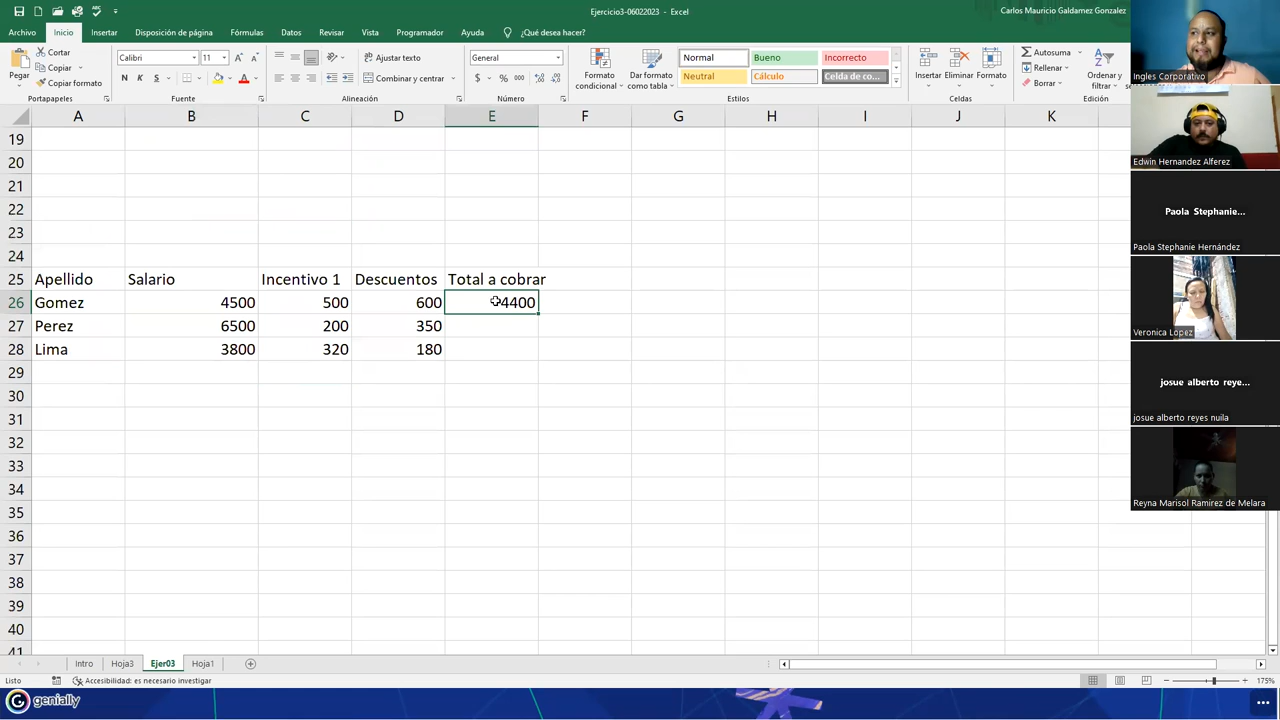 Ejercicio3-06022023 - Excel
Carlos Mauricio Galdamez Gonzalez
Archivo Inicio Insertar Disposición de página Fórmulas Datos Revisar Vista Programador Ayuda ¿Qué desea hacer?
Pegar
Cortar
Copiar
Copiar formato
Portapapeles
Calibri 11
N K S
Fuente
Ajustar texto
Combinar y centrar
Alineación
General
$ % 000
Número
Formato condicional
Dar formato como tabla
Normal Bueno Incorrecto
Neutral Cálculo Celda de co...
Estilos
Insertar Eliminar Formato
Celdas
Autosuma
Rellenar
Borrar
Ordenar y filtrar
Edición
A B C D E F G H I J K
19
20
21
22
23
24
25 Apellido Salario Incentivo 1 Descuentos Total a cobrar
26 Gomez 4500 500 600 4400
27 Perez 6500 200 350
28 Lima 3800 320 180
29
30
31
32
33
34
35
36
37
38
39
40
41
Intro Hoja3 Ejer03 Hoja1
Listo Accesibilidad: es necesario investigar
175%
genially
Ingles Corporativo
Edwin Hernandez Alferez
Paola Stephanie...
Paola Stephanie Hernández
Veronica Lopez
josue alberto reye...
josue alberto reyes nuila
Reyna Marisol Ramirez de Melara